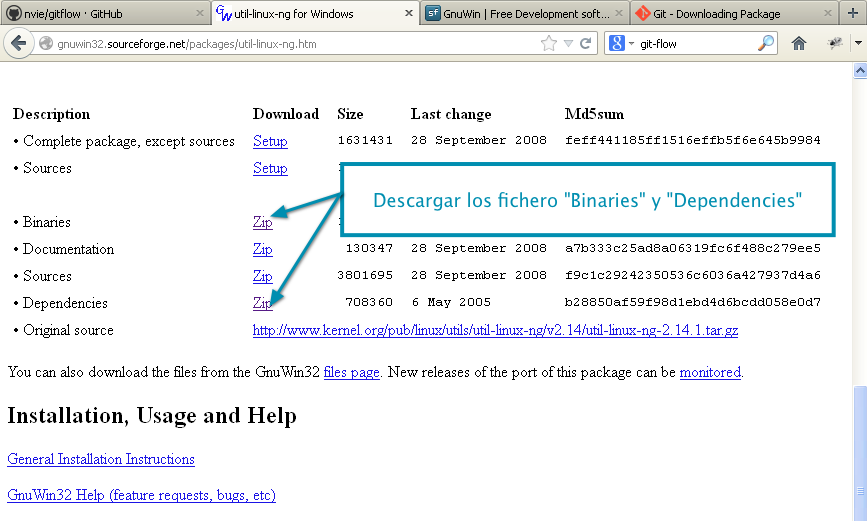 nvie/gitflow · GitHub
util-linux-ng for Windows
GnuWin | Free Development soft...
Git - Downloading Package
gnuwin32.sourceforge.net/packages/util-linux-ng.htm
git-flow
Description Download Size Last change Md5sum
• Complete package, except sources Setup 1631431 28 September 2008 feff441185ff1516effb5f6e645b9984
• Sources Setup
Descargar los fichero "Binaries" y "Dependencies"
• Binaries Zip
• Documentation Zip 130347 28 September 2008 a7b333c25ad8a06319fc6f488c279ee5
• Sources Zip 3801695 28 September 2008 f9c1c29242350536c6036a427937d4a6
• Dependencies Zip 708360 6 May 2005 b28850af59f98d1ebd4d6bcdd058e0d7
• Original source http://www.kernel.org/pub/linux/utils/util-linux-ng/v2.14/util-linux-ng-2.14.1.tar.gz
You can also download the files from the GnuWin32 files page. New releases of the port of this package can be monitored.
Installation, Usage and Help
General Installation Instructions
GnuWin32 Help (feature requests, bugs, etc)